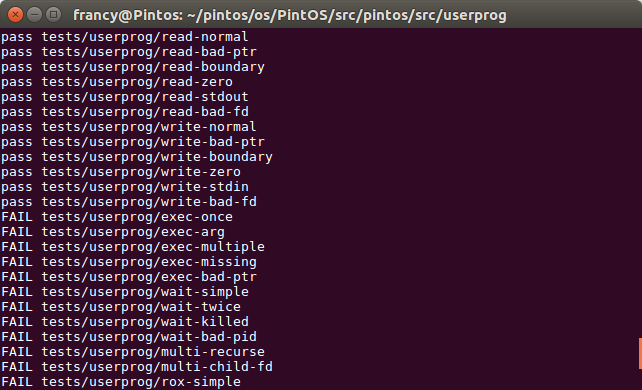 francy@Pintos: ~/pintos/os/PintOS/src/pintos/src/userprog
pass tests/userprog/read-normal
pass tests/userprog/read-bad-ptr
pass tests/userprog/read-boundary
pass tests/userprog/read-zero
pass tests/userprog/read-stdout
pass tests/userprog/read-bad-fd
pass tests/userprog/write-normal
pass tests/userprog/write-bad-ptr
pass tests/userprog/write-boundary
pass tests/userprog/write-zero
pass tests/userprog/write-stdin
pass tests/userprog/write-bad-fd
FAIL tests/userprog/exec-once
FAIL tests/userprog/exec-arg
FAIL tests/userprog/exec-multiple
FAIL tests/userprog/exec-missing
FAIL tests/userprog/exec-bad-ptr
FAIL tests/userprog/wait-simple
FAIL tests/userprog/wait-twice
FAIL tests/userprog/wait-killed
FAIL tests/userprog/wait-bad-pid
FAIL tests/userprog/multi-recurse
FAIL tests/userprog/multi-child-fd
FAIL tests/userprog/rox-simple